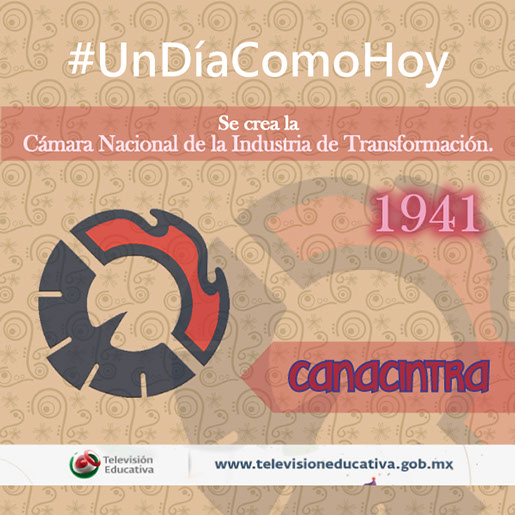 #UnDíaComoHoy
Se crea la
Cámara Nacional de la Industria de Transformación.
1941
CANACINTRA
Televisión
Educativa
www.televisioneducativa.gob.mx